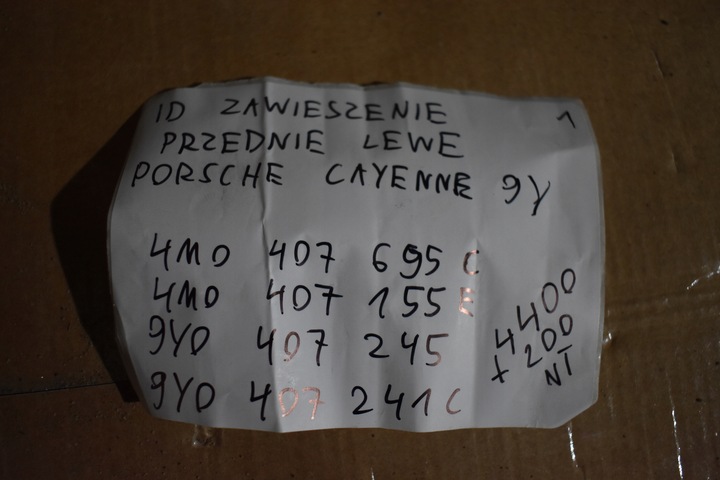 ID ZAWIESZENIE 1
PRZEDNIE LEWE
PORSCHE CAYENNE 9Y
4M0 407 695 C
4M0 407 155 E
9Y0 407 245
9Y0 407 241 C
4400
+ 200
NT